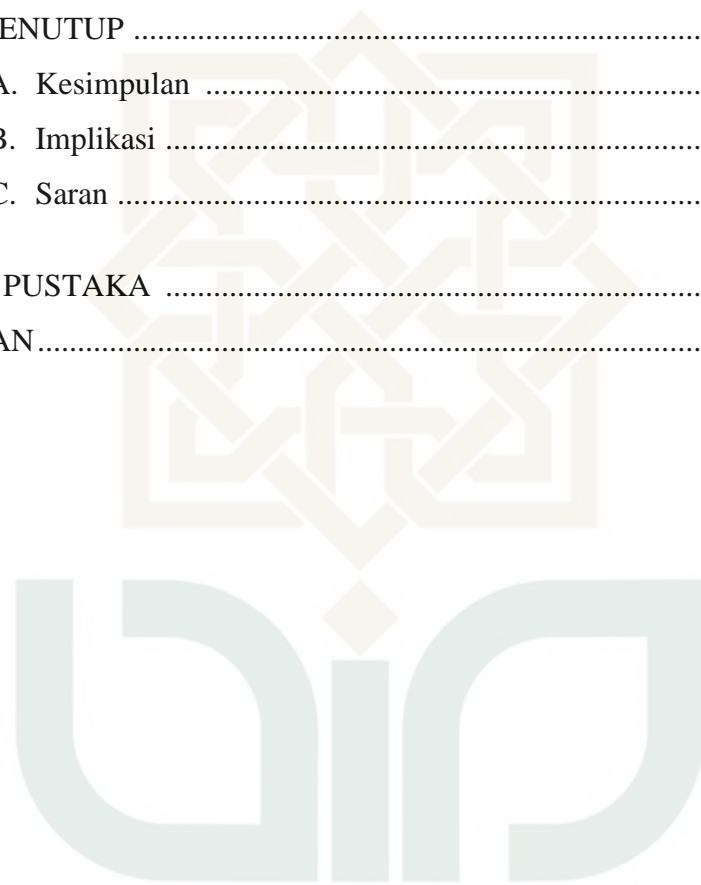 ENUTUP ........................................................................
A. Kesimpulan ...............................................................
B. Implikasi ....................................................................
C. Saran ..........................................................................
PUSTAKA ....................................................................
AN....................................................................................